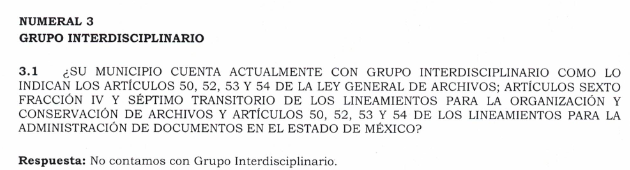 NUMERAL 3
GRUPO INTERDISCIPLINARIO
3.1 ¿SU MUNICIPIO CUENTA ACTUALMENTE CON GRUPO INTERDISCIPLINARIO COMO LO
INDICAN LOS ARTÍCULOS 50, 52, 53 Y 54 DE LA LEY GENERAL DE ARCHIVOS; ARTÍCULOS SEXTO
FRACCIÓN IV Y SÉPTIMO TRANSITORIO DE LOS LINEAMIENTOS PARA LA ORGANIZACIÓN Y
CONSERVACIÓN DE ARCHIVOS Y ARTÍCULOS 50, 52, 53 Y 54 DE LOS LINEAMIENTOS PARA LA
ADMINISTRACIÓN DE DOCUMENTOS EN EL ESTADO DE MÉXICO?
Respuesta: No contamos con Grupo Interdisciplinario.